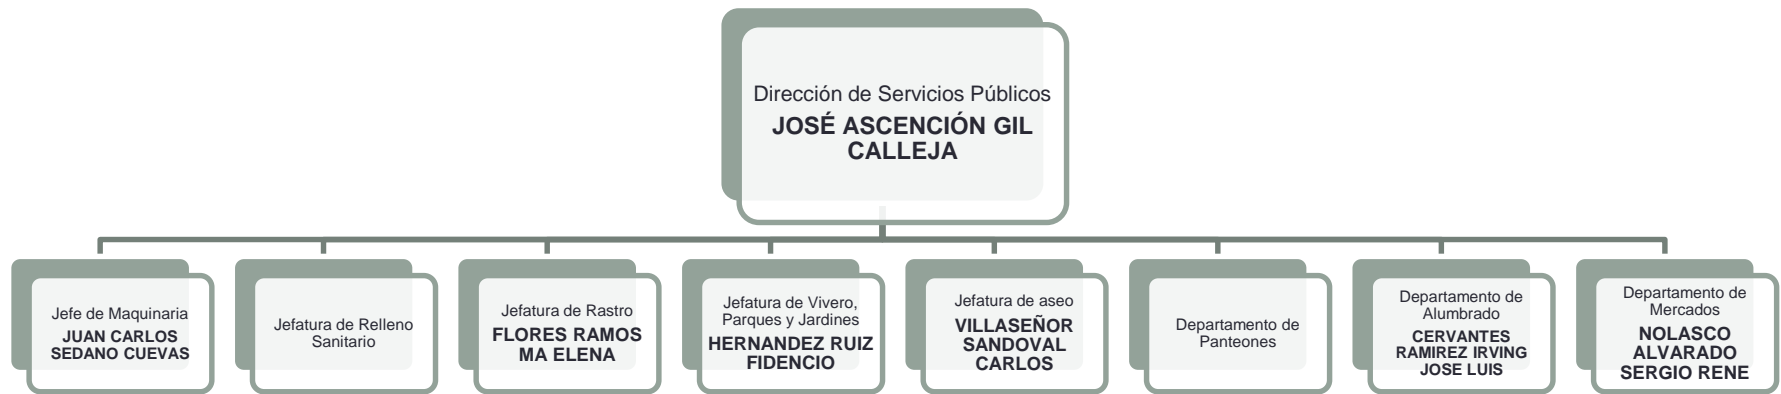 Dirección de Servicios Públicos
JOSÉ ASCENCIÓN GIL
CALLEJA
Jefe de Maquinaria
JUAN CARLOS
SEDANO CUEVAS
Jefatura de Relleno
Sanitario
Jefatura de Rastro
FLORES RAMOS
MA ELENA
Jefatura de Vivero,
Parques y Jardines
HERNANDEZ RUIZ
FIDENCIO
Jefatura de aseo
VILLASEÑOR
SANDOVAL
CARLOS
Departamento de
Panteones
Departamento de
Alumbrado
CERVANTES
RAMIREZ IRVING
JOSE LUIS
Departamento de
Mercados
NOLASCO
ALVARADO
SERGIO RENE